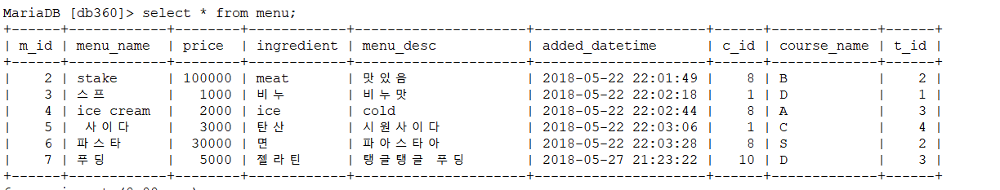 MariaDB [db360]> select * from menu;
+------+------------+--------+------------+---------------------+---------------------+------+-------------+------+
| m_id | menu_name | price | ingredient | menu_desc | added_datetime | c_id | course_name | t_id |
+------+------------+--------+------------+---------------------+---------------------+------+-------------+------+
| 2 | stake | 100000 | meat | 맛있음 | 2018-05-22 22:01:49 | 8 | B | 2 |
| 3 | 스프 | 1000 | 비누 | 비누맛 | 2018-05-22 22:02:18 | 1 | D | 1 |
| 4 | ice cream | 2000 | ice | cold | 2018-05-22 22:02:44 | 8 | A | 3 |
| 5 | 사이다 | 3000 | 탄산 | 시원사이다 | 2018-05-22 22:03:06 | 1 | C | 4 |
| 6 | 파스타 | 30000 | 면 | 파아스타아 | 2018-05-22 22:03:28 | 8 | S | 2 |
| 7 | 푸딩 | 5000 | 젤라틴 | 탱글탱글 푸딩 | 2018-05-27 21:23:22 | 10 | D | 3 |
+------+------------+--------+------------+---------------------+---------------------+------+-------------+------+